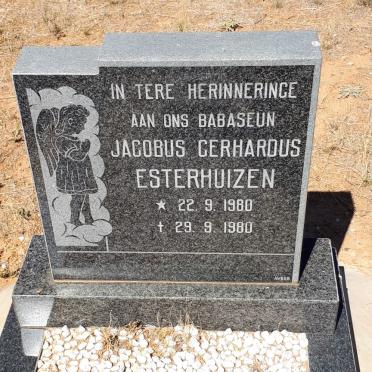 IN TERE HERINNERINGE
AAN ONS BABASEUN
JACOBUS GERHARDUS
ESTERHUIZEN
★ 22. 9. 1980
† 29. 9. 1980